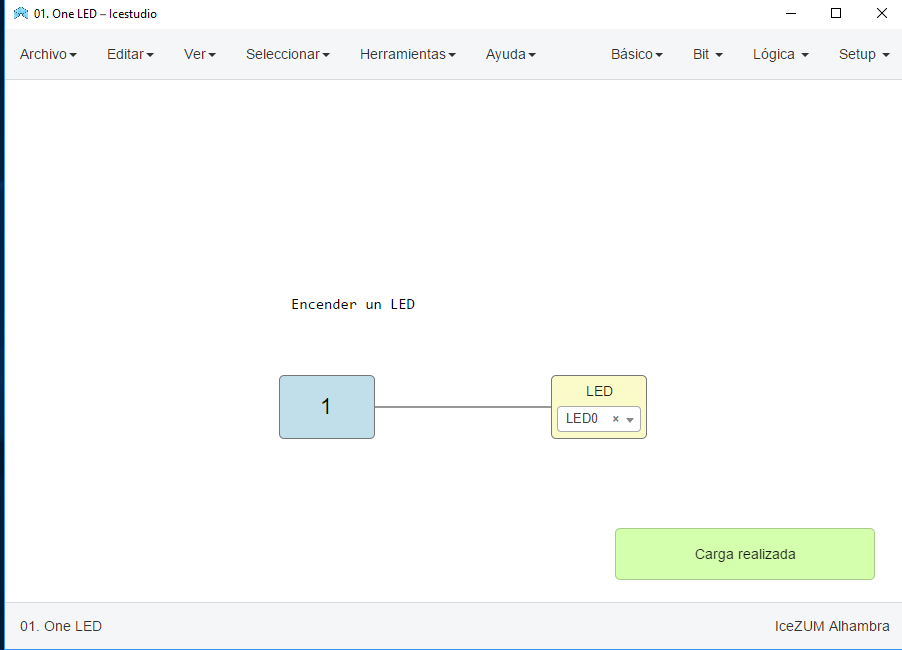 01. One LED – Icestudio
Archivo Editar Ver Seleccionar Herramientas Ayuda Básico Bit Lógica Setup
Encender un LED
1
LED
LED0 ×
Carga realizada
01. One LED IceZUM Alhambra